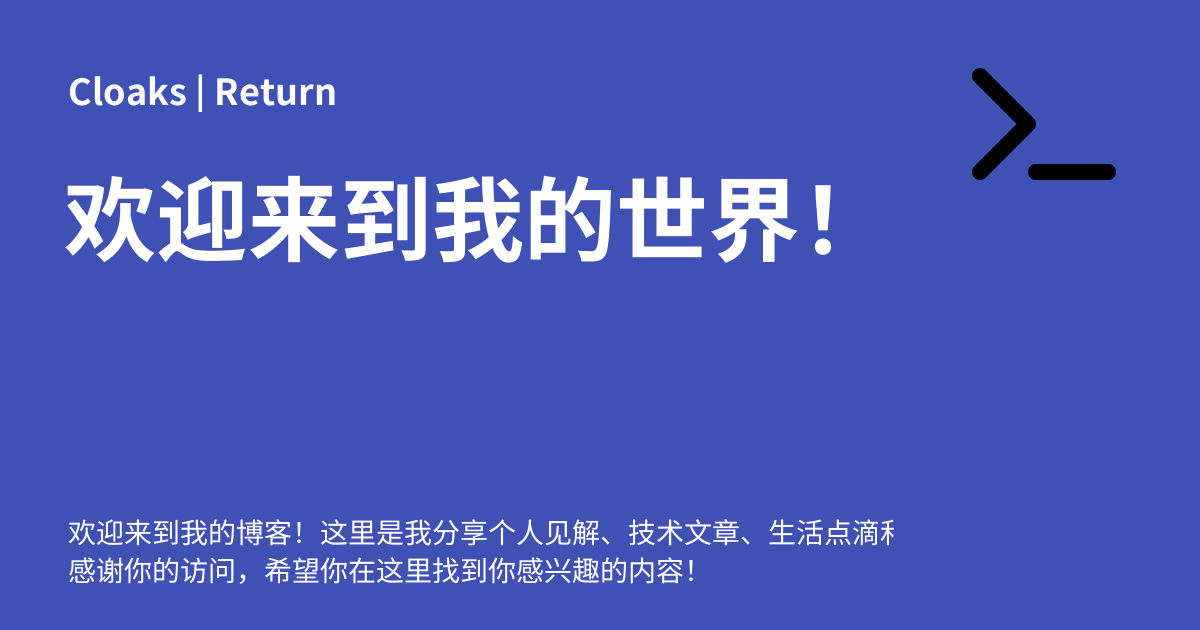 Cloaks | Return
欢迎来到我的世界！
欢迎来到我的博客！这里是我分享个人见解、技术文章、生活点滴
感谢你的访问，希望你在这里找到你感兴趣的内容！